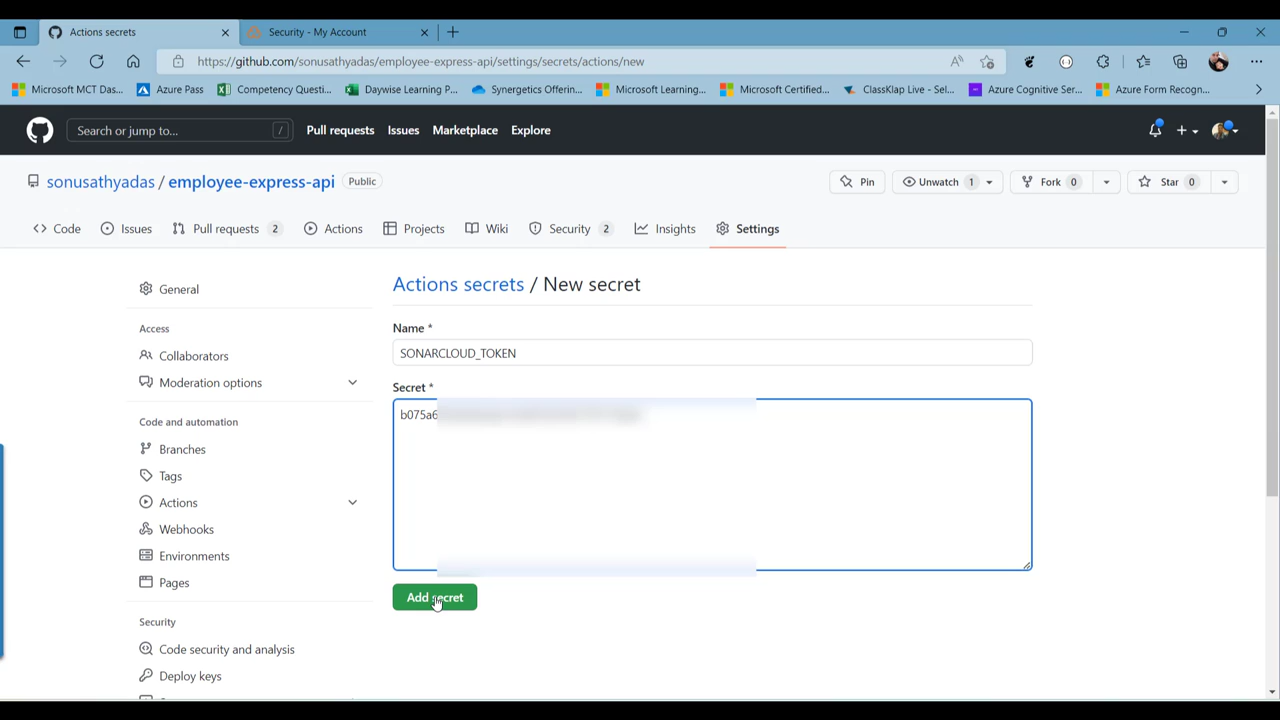 Actions secrets
Security - My Account
https://github.com/sonusathyadas/employee-express-api/settings/secrets/actions/new
Microsoft MCT Das...
Azure Pass
Competency Questi...
Daywise Learning P...
Synergetics Offerin...
Microsoft Learning...
Microsoft Certified...
ClassKlap Live - Sel...
Azure Cognitive Ser...
Azure Form Recogn...
Search or jump to...
/
Pull requests
Issues
Marketplace
Explore
sonusathyadas / employee-express-api
Public
Pin
Unwatch 1
Fork 0
Star 0
Code
Issues
Pull requests 2
Actions
Projects
Wiki
Security 2
Insights
Settings
General
Access
Collaborators
Moderation options
Code and automation
Branches
Tags
Actions
Webhooks
Environments
Pages
Security
Code security and analysis
Deploy keys
Actions secrets / New secret
Name *
SONARCLOUD_TOKEN
Secret *
b075a6
Add secret